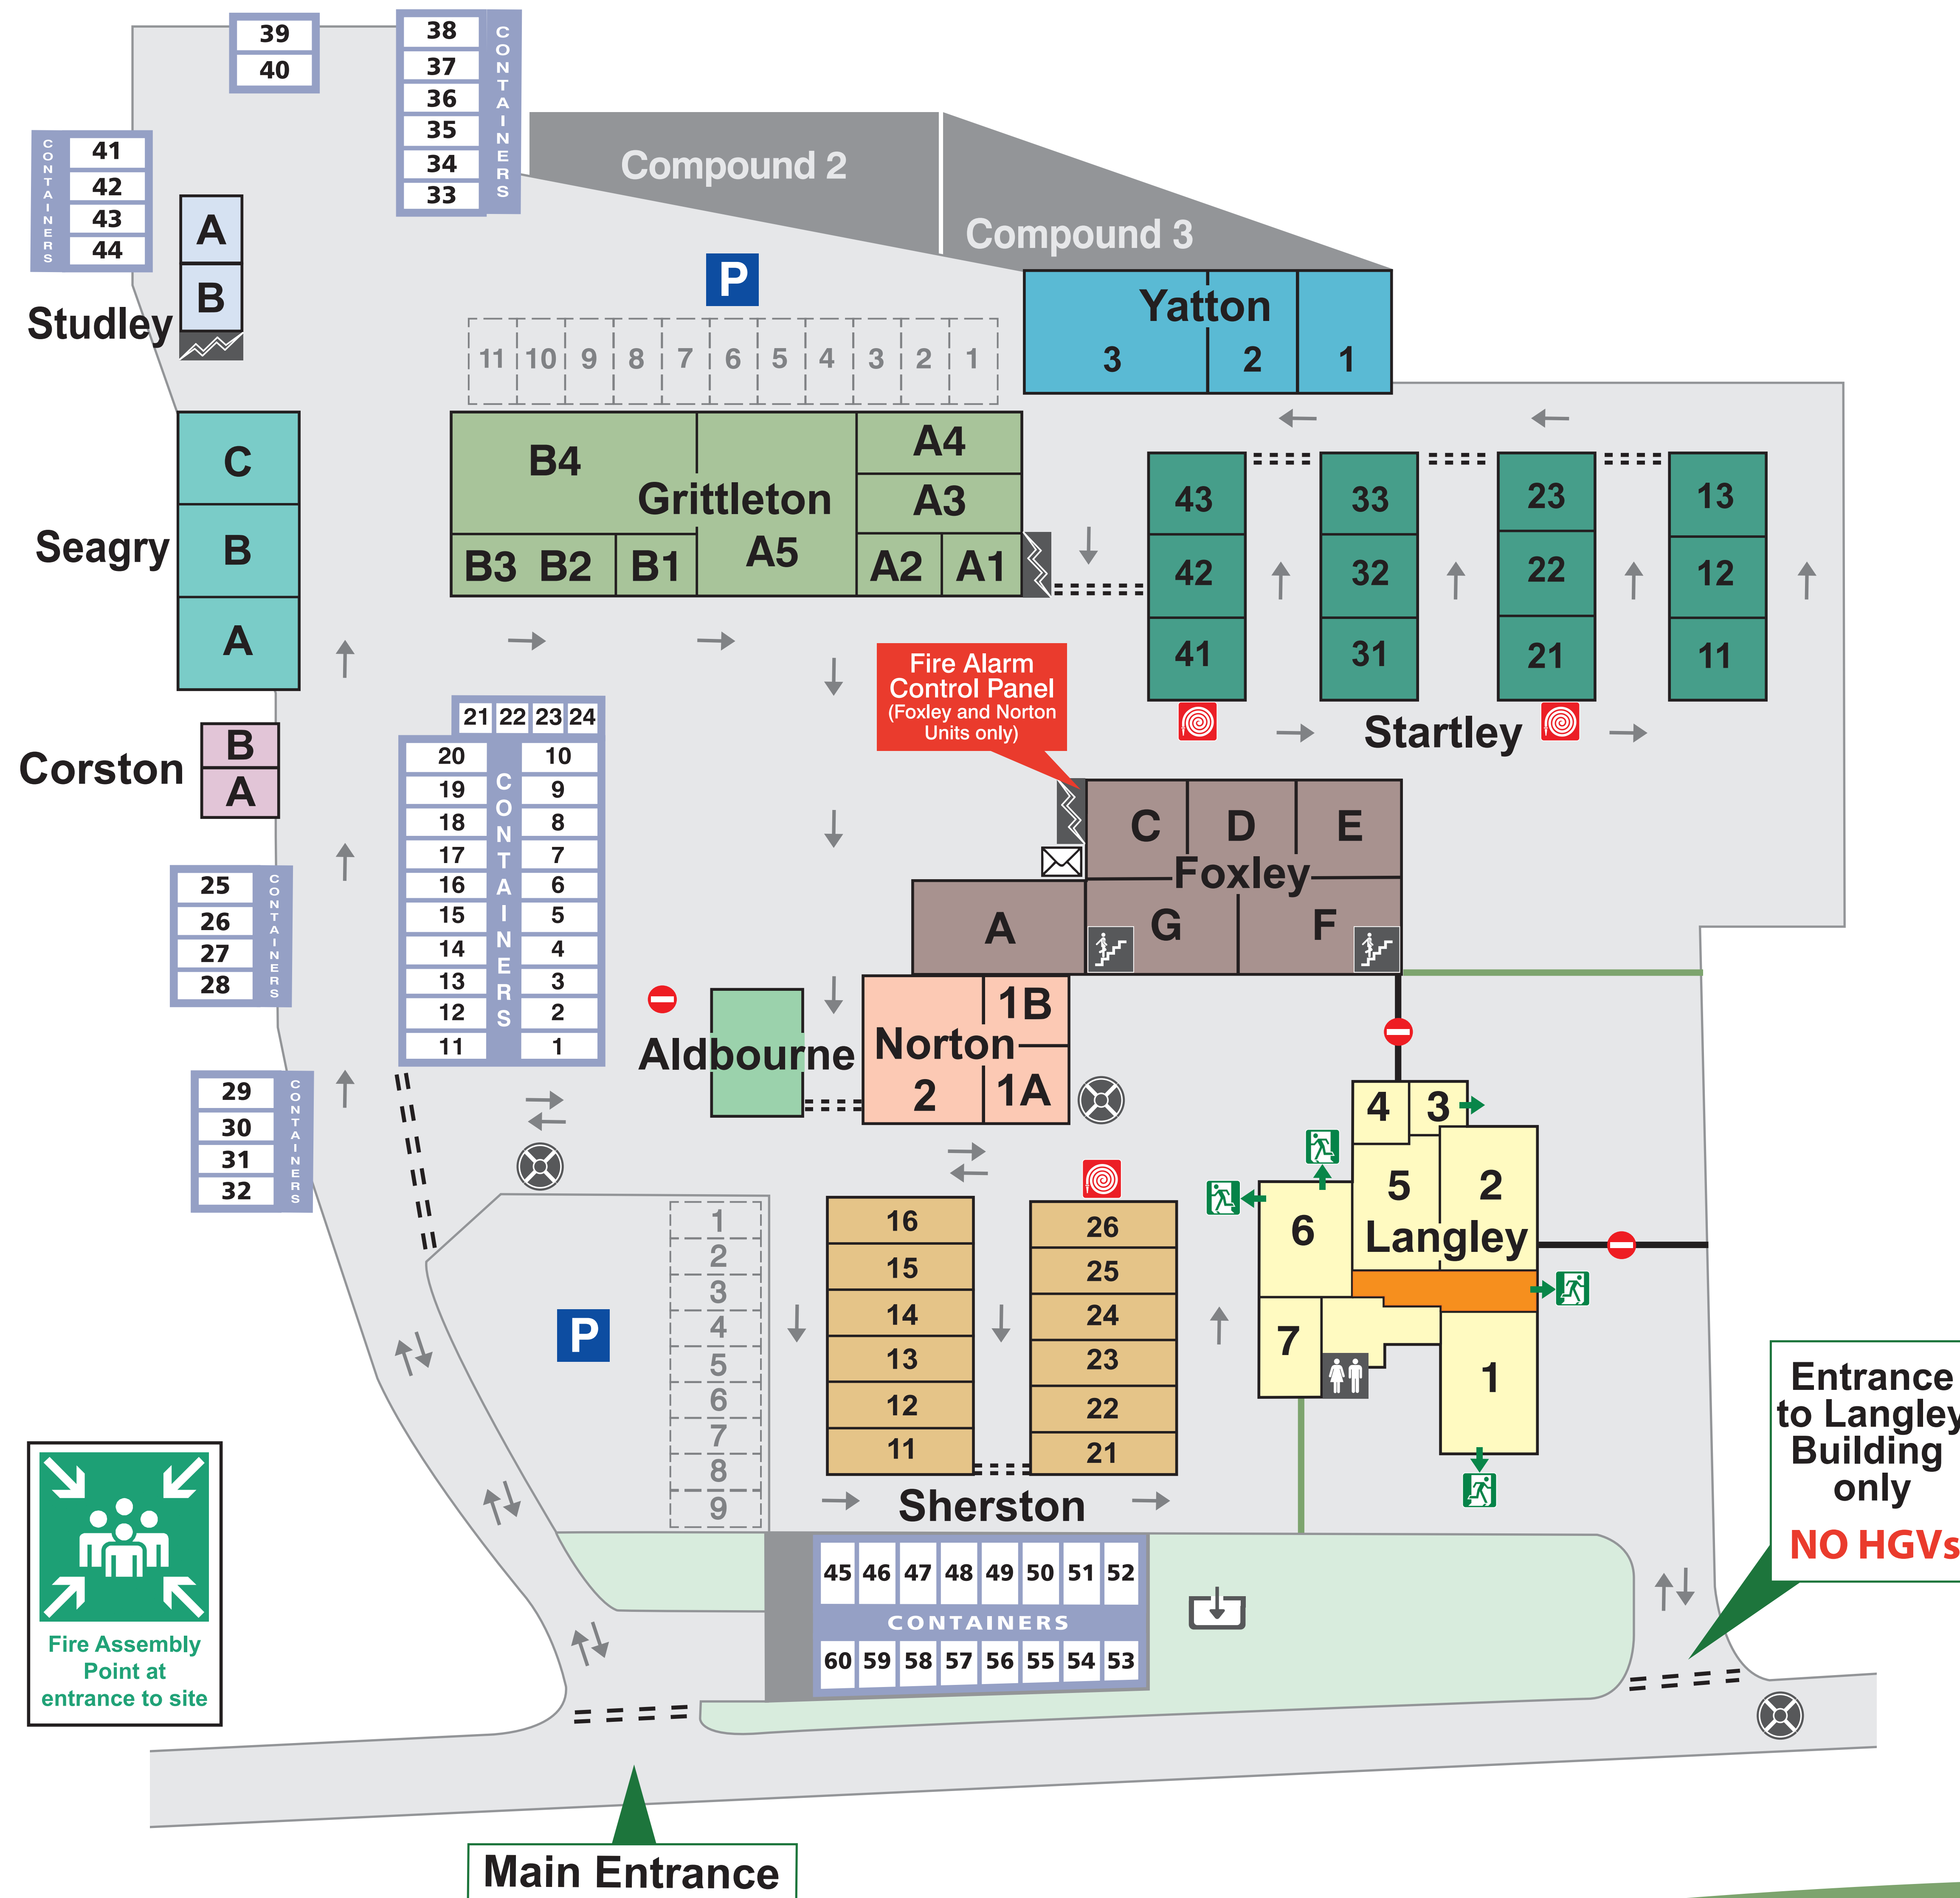 39
40
38
37
36
35
34
33
CONTAINERS
CONTAINERS
41
42
43
44
A
B
Studley
Compound 2
Compound 3
P
11 10 9 8 7 6 5 4 3 2 1
Yatton
3 2 1
C
B
A
Seagry
B4
Grittleton
A4
A3
B3 B2 B1 A5 A2 A1
43 33 23 13
42 32 22 12
41 31 21 11
Startley
Fire Alarm
Control Panel
(Foxley and Norton
Units only)
Corston
B
A
21 22 23 24
20 10
19 9
18 8
17 7
16 6
15 5
14 4
13 3
12 2
11 1
CONTAINERS
25
26
27
28
CONTAINERS
29
30
31
32
CONTAINERS
C D E
Foxley
A G F
Aldbourne
Norton
1B
2 1A
4 3
5 2
6
Langley
7
1
P
1
2
3
4
5
6
7
8
9
16 26
15 25
14 24
13 23
12 22
11 21
Sherston
45 46 47 48 49 50 51 52
CONTAINERS
60 59 58 57 56 55 54 53
Entrance
to Langley
Building
only
NO HGVs
Fire Assembly
Point at
entrance to site
Main Entrance